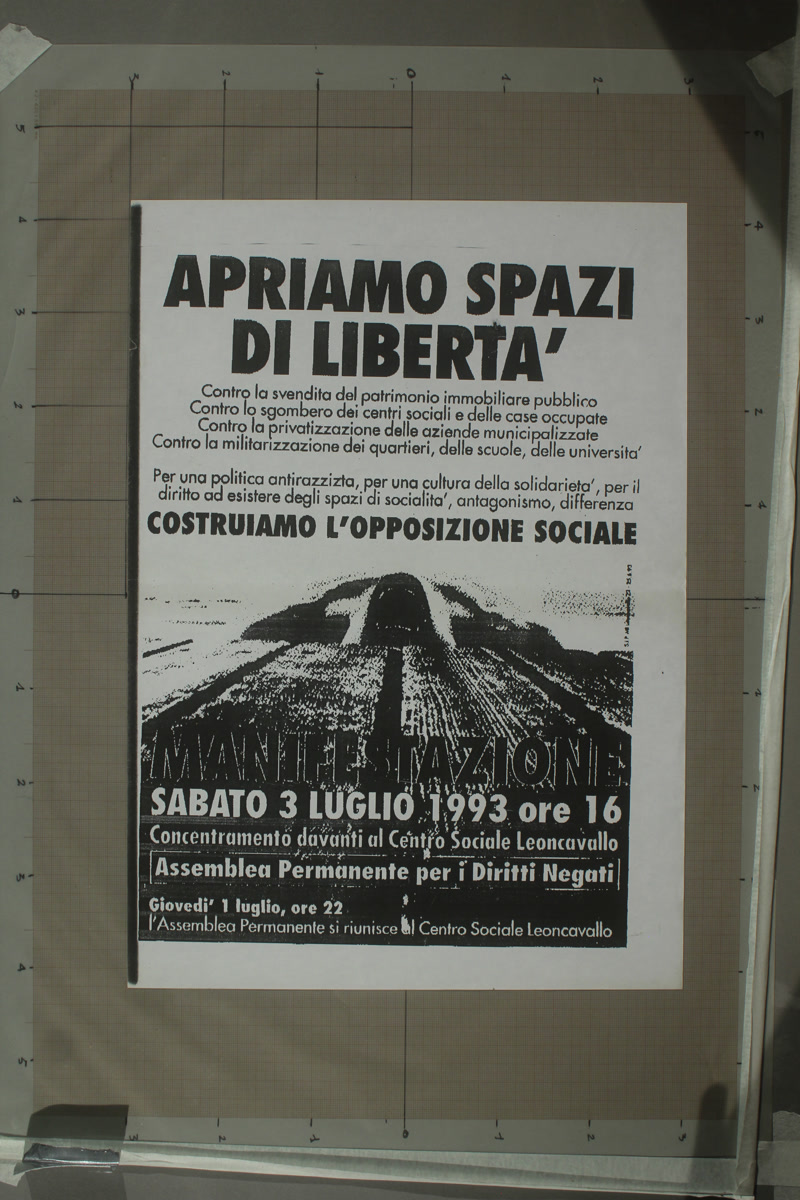 APRIAMO SPAZI
DI LIBERTA'
Contro la svendita del patrimonio immobiliare pubblico
Contro lo sgombero dei centri sociali e delle case occupate
Contro la privatizzazione delle aziende municipalizzate
Contro la militarizzazione dei quartieri, delle scuole, delle universita'
Per una politica antirazzizta, per una cultura della solidarieta', per il
diritto ad esistere degli spazi di socialita', antagonismo, differenza
COSTRUIAMO L'OPPOSIZIONE SOCIALE
MANIFESTAZIONE
SABATO 3 LUGLIO 1993 ore 16
Concentramento davanti al Centro Sociale Leoncavallo
Assemblea Permanente per i Diritti Negati
Giovedi' 1 luglio, ore 22
l'Assemblea Permanente si riunisce al Centro Sociale Leoncavallo